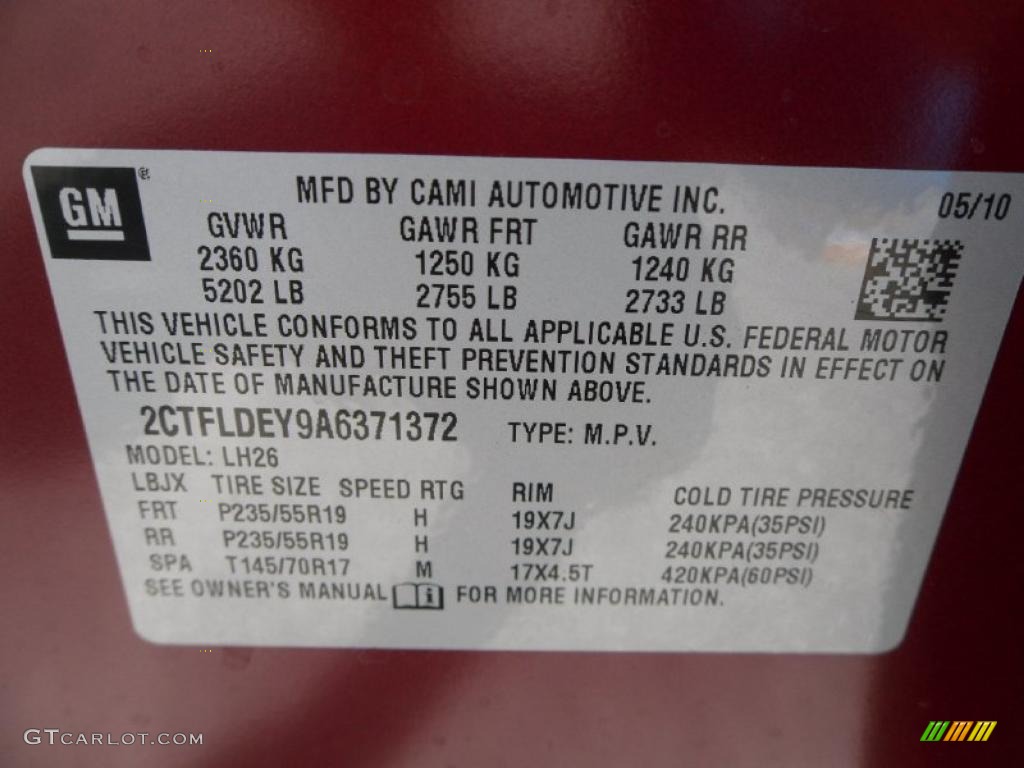 GM ®
MFD BY CAMI AUTOMOTIVE INC. 05/10
GVWR GAWR FRT GAWR RR
2360 KG 1250 KG 1240 KG
5202 LB 2755 LB 2733 LB
THIS VEHICLE CONFORMS TO ALL APPLICABLE U.S. FEDERAL MOTOR
VEHICLE SAFETY AND THEFT PREVENTION STANDARDS IN EFFECT ON
THE DATE OF MANUFACTURE SHOWN ABOVE.
2CTFLDEY9A6371372 TYPE: M.P.V.
MODEL: LH26
LBJX TIRE SIZE SPEED RTG RIM COLD TIRE PRESSURE
FRT P235/55R19 H 19X7J 240KPA(35PSI)
RR P235/55R19 H 19X7J 240KPA(35PSI)
SPA T145/70R17 M 17X4.5T 420KPA(60PSI)
SEE OWNER'S MANUAL i FOR MORE INFORMATION.
GTCARLOT.COM